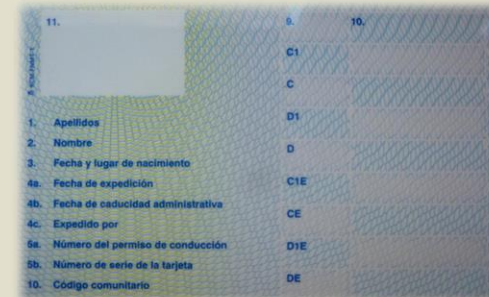 11.
1. Apellidos
2. Nombre
3. Fecha y lugar de nacimiento
4a. Fecha de expedición
4b. Fecha de caducidad administrativa
4c. Expedido por
5a. Número del permiso de conducción
5b. Número de serie de la tarjeta
10. Código comunitario
9. 10.
C1
C
D1
D
C1E
CE
D1E
DE